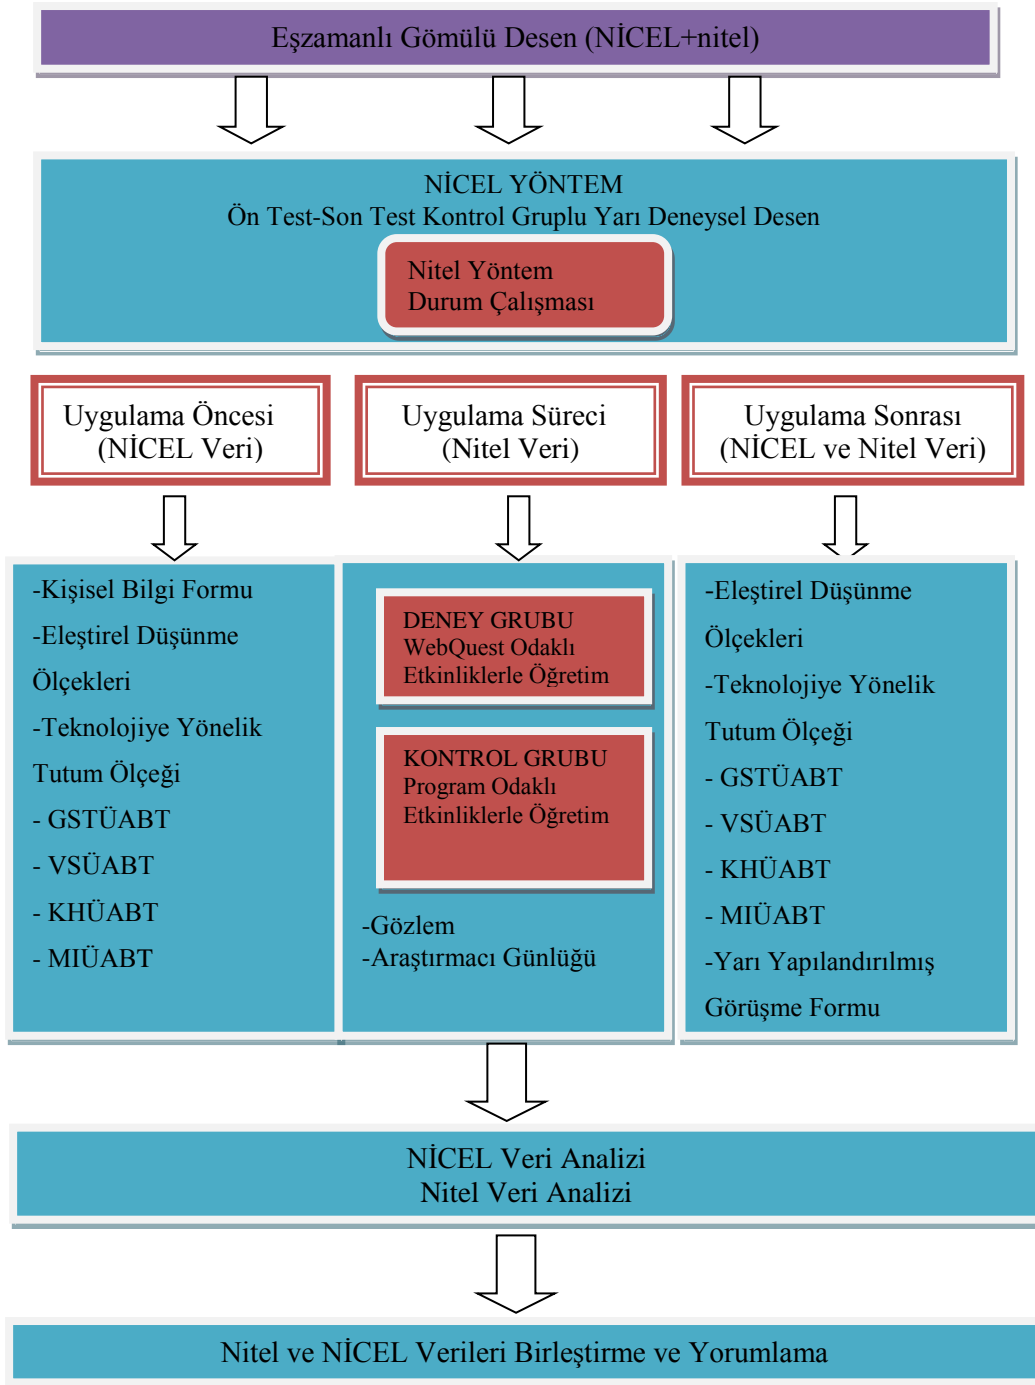 Eşzamanlı Gömülü Desen (NİCEL+nitel)
NİCEL YÖNTEM
Ön Test-Son Test Kontrol Gruplu Yarı Deneysel Desen
Nitel Yöntem
Durum Çalışması
Uygulama Öncesi
(NİCEL Veri)
Uygulama Süreci
(Nitel Veri)
Uygulama Sonrası
(NİCEL ve Nitel Veri)
-Kişisel Bilgi Formu
-Eleştirel Düşünme
Ölçekleri
-Teknolojiye Yönelik
Tutum Ölçeği
- GSTÜABT
- VSÜABT
- KHÜABT
- MIÜABT
DENEY GRUBU
WebQuest Odaklı
Etkinliklerle Öğretim
KONTROL GRUBU
Program Odaklı
Etkinliklerle Öğretim
-Gözlem
-Araştırmacı Günlüğü
-Eleştirel Düşünme
Ölçekleri
-Teknolojiye Yönelik
Tutum Ölçeği
- GSTÜABT
- VSÜABT
- KHÜABT
- MIÜABT
-Yarı Yapılandırılmış
Görüşme Formu
NİCEL Veri Analizi
Nitel Veri Analizi
Nitel ve NİCEL Verileri Birleştirme ve Yorumlama